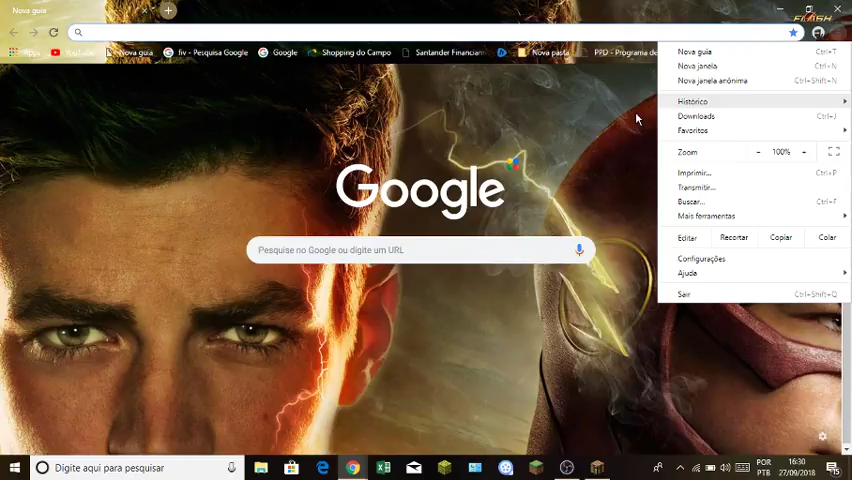 Nova guia
Apps YouTube Nova guia fiv - Pesquisa Google Google Shopping do Campo Santander Financiam Nova pasta PPD - Programa de
Nova guia Ctrl+T
Nova janela Ctrl+N
Nova janela anônima Ctrl+Shift+N
Histórico
Downloads Ctrl+J
Favoritos
Zoom - 100% +
Imprimir... Ctrl+P
Transmitir...
Buscar... Ctrl+F
Mais ferramentas
Editar Recortar Copiar Colar
Configurações
Ajuda
Sair Ctrl+Shift+Q
Google
Pesquise no Google ou digite um URL
Digite aqui para pesquisar
POR 16:30
PTB 27/09/2018 15